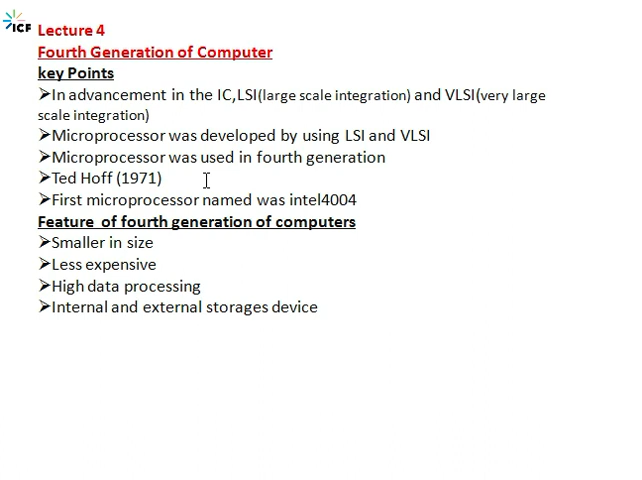 ICF
Lecture 4
Fourth Generation of Computer
key Points
➢In advancement in the IC,LSI(large scale integration) and VLSI(very large
scale integration)
➢Microprocessor was developed by using LSI and VLSI
➢Microprocessor was used in fourth generation
➢Ted Hoff (1971)
➢First microprocessor named was intel4004
Feature of fourth generation of computers
➢Smaller in size
➢Less expensive
➢High data processing
➢Internal and external storages device